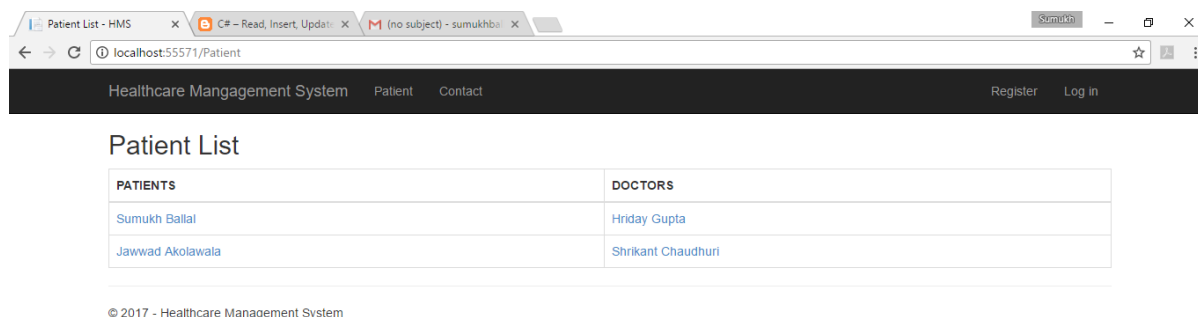 Patient List - HMS
C# – Read, Insert, Update
(no subject) - sumukhbal
Sumukh
localhost:55571/Patient
Healthcare Mangagement System Patient Contact Register Log in
Patient List
PATIENTS DOCTORS
Sumukh Ballal Hriday Gupta
Jawwad Akolawala Shrikant Chaudhuri
© 2017 - Healthcare Management System